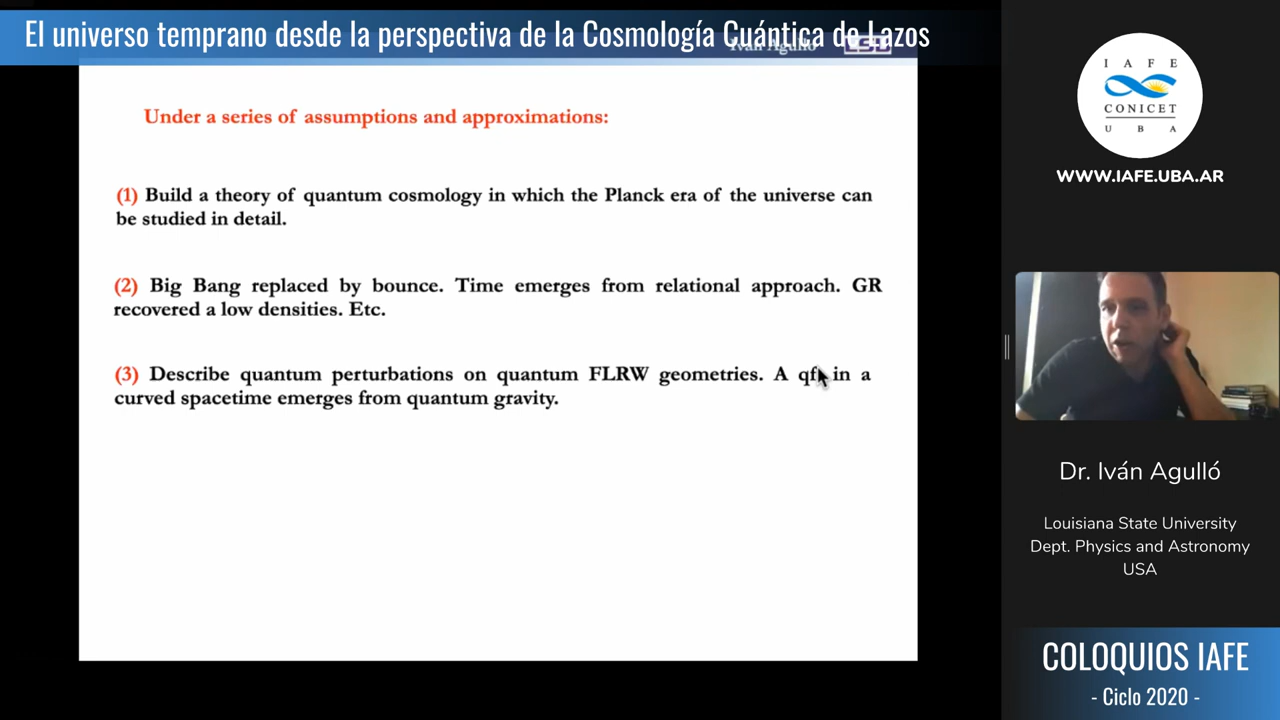 El universo temprano desde la perspectiva de la Cosmología Cuántica de Lazos
Iván Agulló
LSU
Under a series of assumptions and approximations:
(1) Build a theory of quantum cosmology in which the Planck era of the universe can
be studied in detail.
(2) Big Bang replaced by bounce. Time emerges from relational approach. GR
recovered a low densities. Etc.
(3) Describe quantum perturbations on quantum FLRW geometries. A qft in a
curved spacetime emerges from quantum gravity.
I A F E
CONICET
U B A
WWW.IAFE.UBA.AR
Dr. Iván Agulló
Louisiana State University
Dept. Physics and Astronomy
USA
COLOQUIOS IAFE
- Ciclo 2020 -